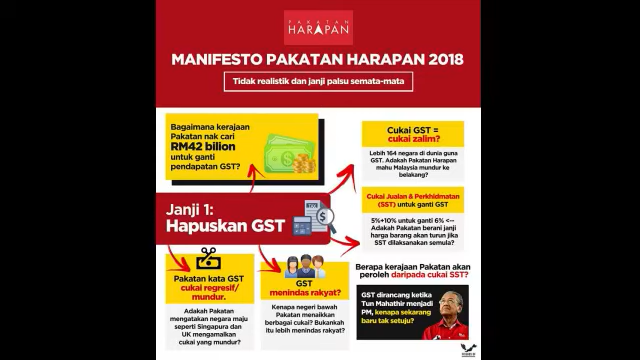 PAKATAN
HARAPAN
MANIFESTO PAKATAN HARAPAN 2018
Tidak realistik dan janji palsu semata-mata
Bagaimana kerajaan
Pakatan nak cari
RM42 bilion
untuk ganti
pendapatan GST?
Cukai GST =
cukai zalim?
Lebih 164 negara di dunia guna
GST. Adakah Pakatan Harapan
mahu Malaysia mundur ke
belakang?
Janji 1:
Hapuskan GST
Cukai Jualan & Perkhidmatan
(SST) untuk ganti GST
5%+10% untuk ganti 6% <--
Adakah Pakatan berani janji
harga barang akan turun jika
SST dilaksanakan semula?
Pakatan kata GST
cukai regresif/
mundur.
Adakah Pakatan
mengatakan negara maju
seperti Singapura dan
UK mengamalkan
cukai yang mundur?
GST
menindas rakyat?
Kenapa negeri bawah
Pakatan menaikkan
berbagai cukai? Bukankah
itu lebih menindas rakyat?
Berapa kerajaan Pakatan akan
peroleh daripada cukai SST?
GST dirancang ketika
Tun Mahathir menjadi
PM, kenapa sekarang
baru tak setuju?